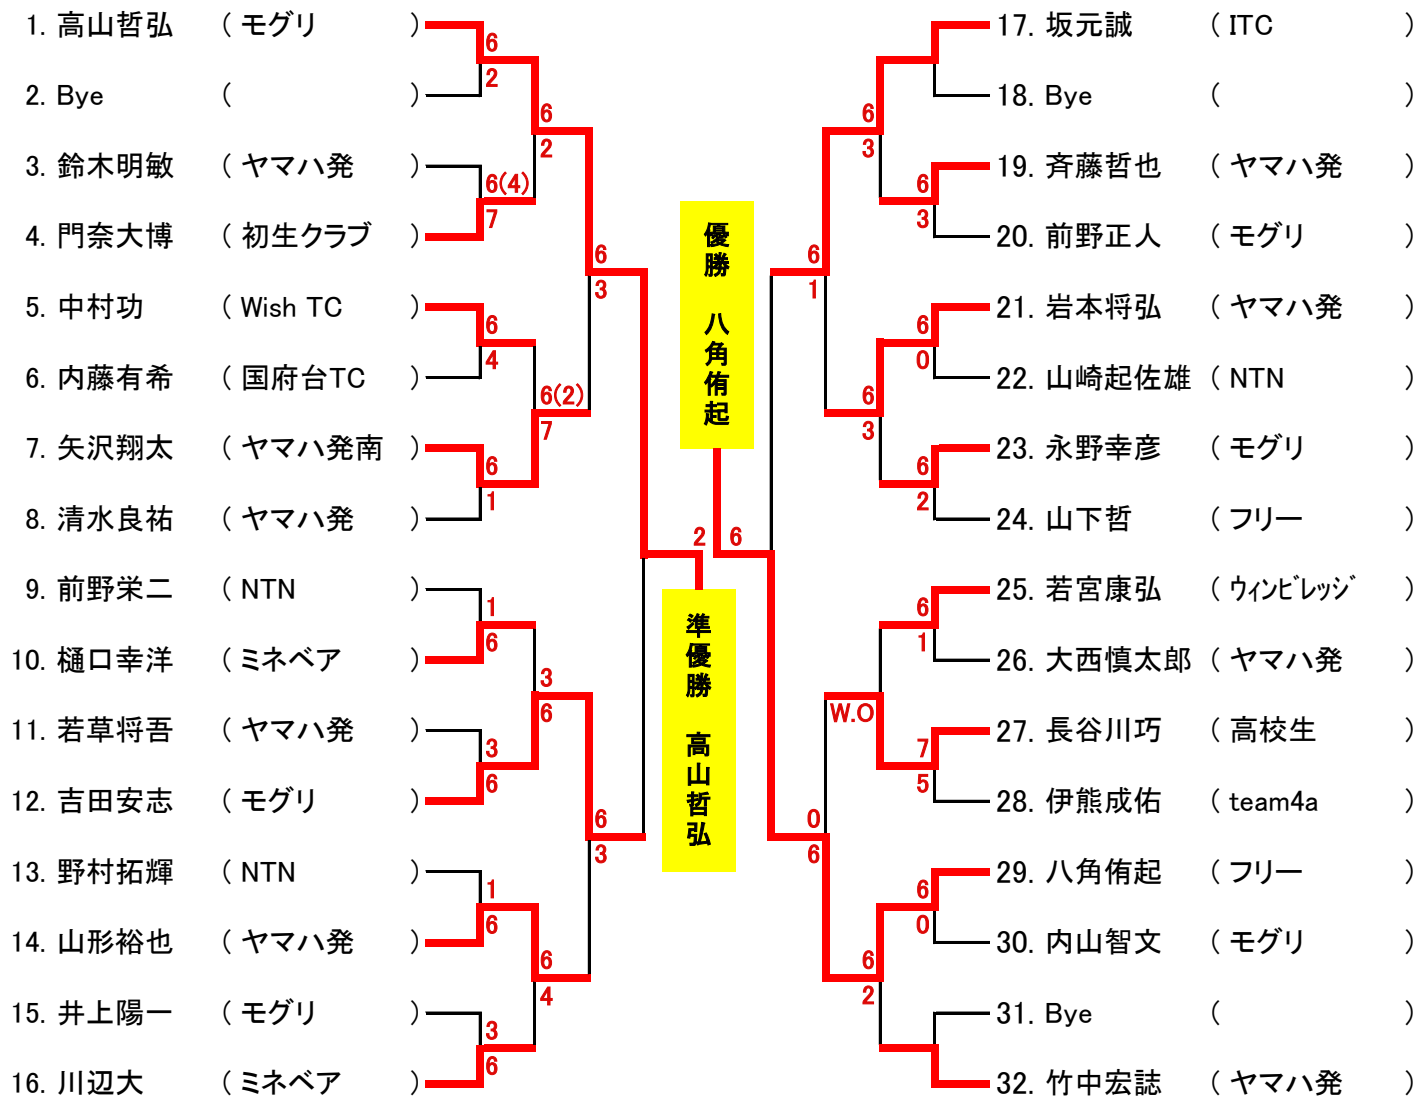 1. 高山哲弘 ( モグリ )
6
2
2. Bye ( )
6
2
3. 鈴木明敏 ( ヤマハ発 )
6(4)
7
4. 門奈大博 ( 初生クラブ )
6
3
5. 中村功 ( Wish TC )
6
4
6. 内藤有希 ( 国府台TC )
6(2)
7
7. 矢沢翔太 ( ヤマハ発南 )
6
1
8. 清水良祐 ( ヤマハ発 )
9. 前野栄二 ( NTN )
1
6
10. 樋口幸洋 ( ミネベア )
3
6
11. 若草将吾 ( ヤマハ発 )
3
6
12. 吉田安志 ( モグリ )
6
3
13. 野村拓輝 ( NTN )
1
6
14. 山形裕也 ( ヤマハ発 )
6
4
15. 井上陽一 ( モグリ )
3
6
16. 川辺大 ( ミネベア )
優勝 八角侑起
2 6
準優勝 高山哲弘
17. 坂元誠 ( ITC )
18. Bye ( )
6
3
19. 斉藤哲也 ( ヤマハ発 )
6
3
20. 前野正人 ( モグリ )
6
1
21. 岩本将弘 ( ヤマハ発 )
6
0
22. 山崎起佐雄 ( NTN )
6
3
23. 永野幸彦 ( モグリ )
6
2
24. 山下哲 ( フリー )
25. 若宮康弘 ( ウィンビレッジ )
6
1
26. 大西慎太郎 ( ヤマハ発 )
W.O
27. 長谷川巧 ( 高校生 )
7
5
28. 伊熊成佑 ( team4a )
0
6
29. 八角侑起 ( フリー )
6
0
30. 内山智文 ( モグリ )
6
2
31. Bye ( )
32. 竹中宏誌 ( ヤマハ発 )